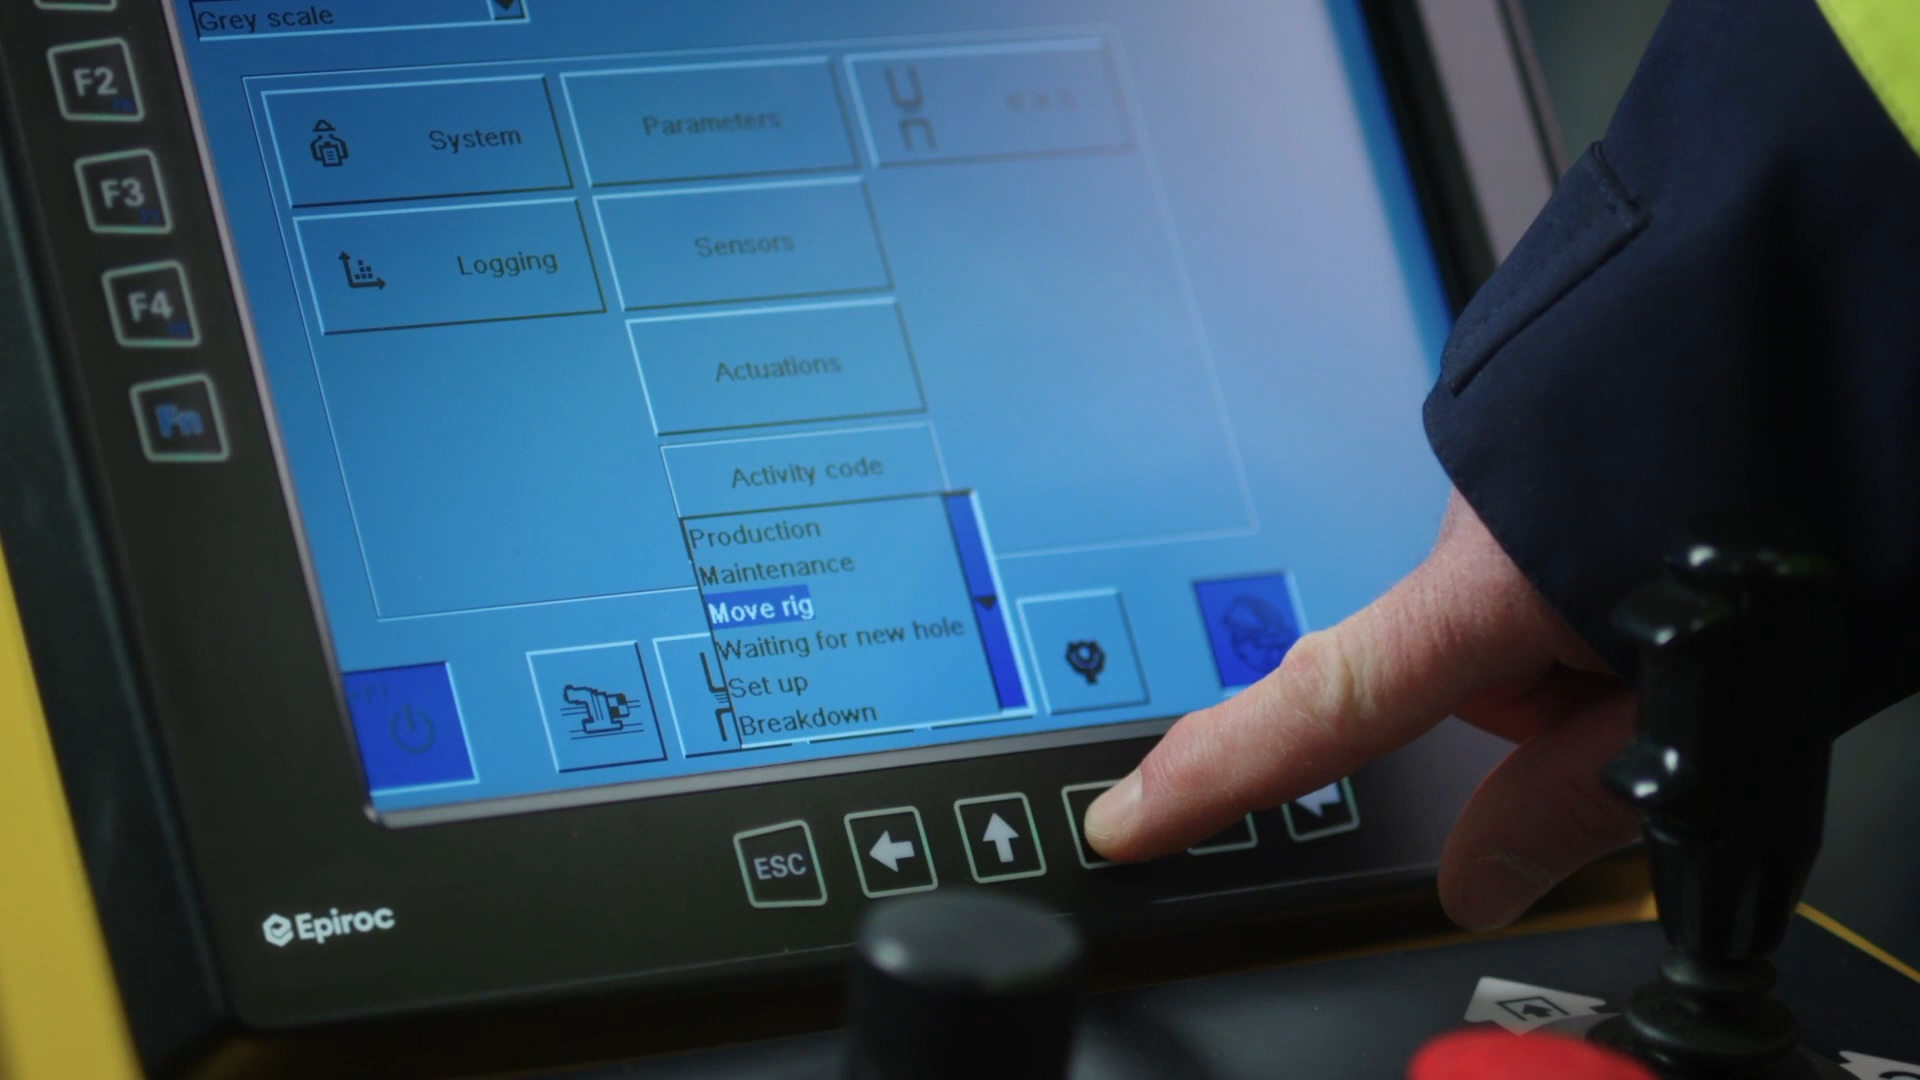 Grey scale
F2
System
Parameters
F3
Logging
Sensors
F4
Actuations
Fn
Activity code
Production
Maintenance
Move rig
Waiting for new hole
Set up
Breakdown
ESC
Epiroc